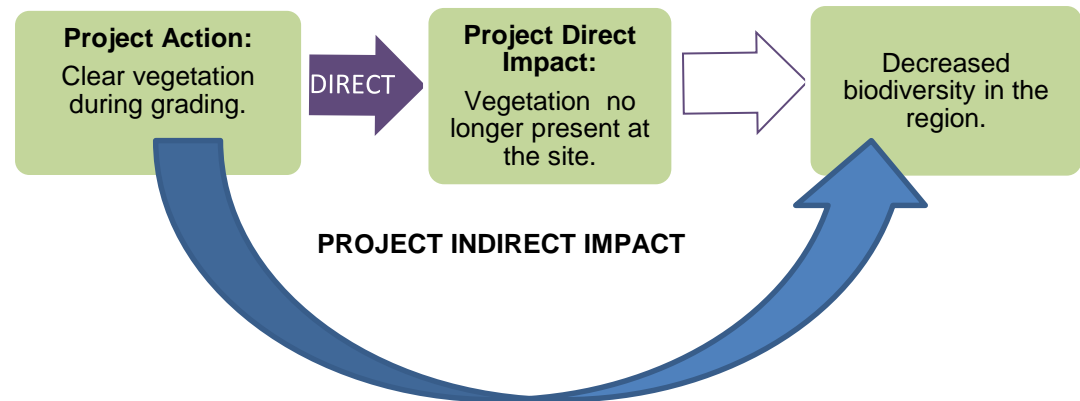 Project Action:
Clear vegetation
during grading.
DIRECT
Project Direct
Impact:
Vegetation no
longer present at
the site.
Decreased
biodiversity in the
region.
PROJECT INDIRECT IMPACT